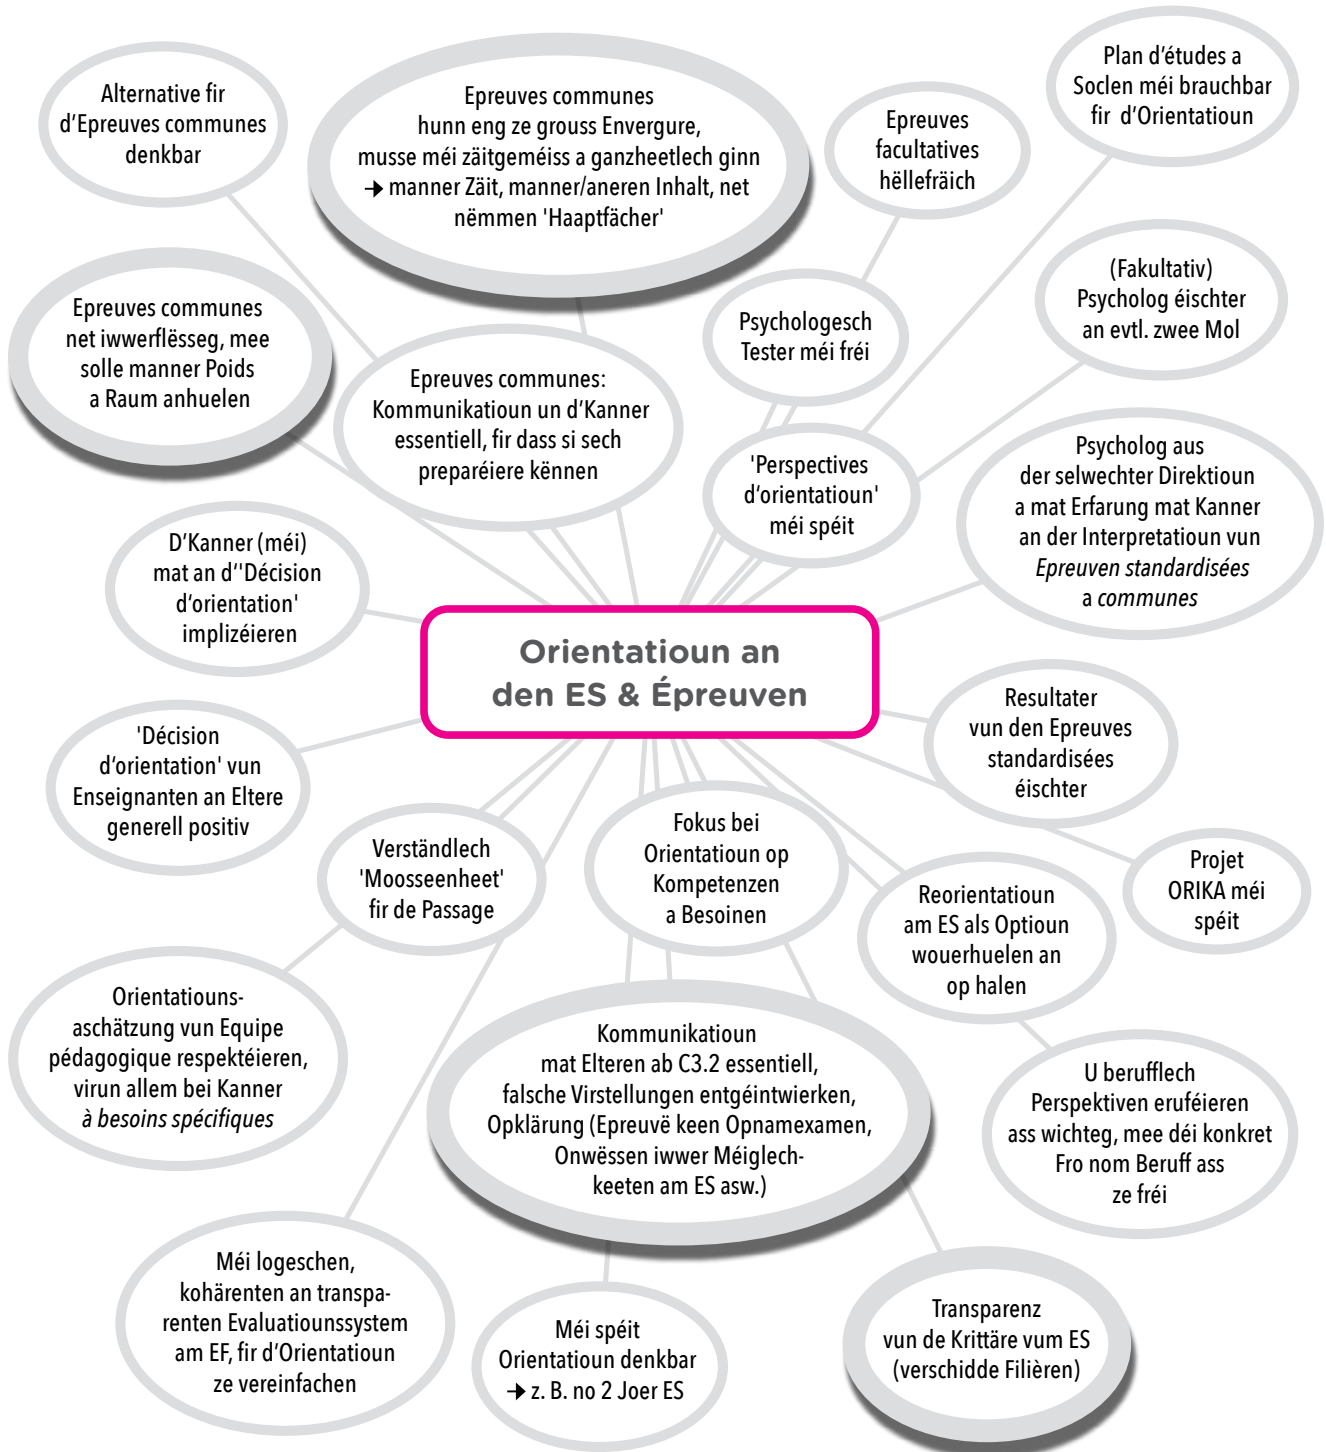 Alternative fir
d'Epreuves communes
denkbar
Epreuves communes
hunn eng ze grouss Envergure,
musse méi zäitgeméiss a ganzheetlech ginn
→ manner Zäit, manner/aneren Inhalt, net
nëmmen 'Haaptfächer'
Epreuves
facultatives
hëllefräich
Plan d'études a
Soclen méi brauchbar
fir d'Orientatioun
Epreuves communes
net iwwerflësseg, mee
solle manner Poids
a Raum anhuelen
Epreuves communes:
Kommunikatioun un d'Kanner
essentiell, fir dass si sech
preparéiere kënnen
Psychologesch
Tester méi fréi
(Fakultativ)
Psycholog éischter
an evtl. zwee Mol
'Perspectives
d'orientatioun'
méi spéit
Psycholog aus
der selwechter Direktioun
a mat Erfarung mat Kanner
an der Interpretatioun vun
Epreuven standardisées
a communes
D'Kanner (méi)
mat an d''Décision
d'orientation'
implizéieren
Orientatioun an
den ES & Épreuven
'Décision
d'orientation' vun
Enseignanten an Eltere
generell positiv
Resultater
vun den Epreuves
standardisées
éischter
Verständlech
'Moosseenheet'
fir de Passage
Fokus bei
Orientatioun op
Kompetenzen
a Besoinen
Reorientatioun
am ES als Optioun
wouerhuelen an
op halen
Projet
ORIKA méi
spéit
Orientatiouns-
aschätzung vun Equipe
pédagogique respektéieren,
virun allem bei Kanner
à besoins spécifiques
Kommunikatioun
mat Elteren ab C3.2 essentiell,
falsche Virstellungen entgéintwierken,
Opklärung (Epreuvë keen Opnamexamen,
Onwëssen iwwer Méiglech-
keeten am ES asw.)
U berufflech
Perspektiven eruféieren
ass wichteg, mee déi konkret
Fro nom Beruff ass
ze fréi
Méi logeschen,
kohärenten an transpa-
renten Evaluatiounssystem
am EF, fir d'Orientatioun
ze vereinfachen
Méi spéit
Orientatioun denkbar
→ z. B. no 2 Joer ES
Transparenz
vun de Krittäre vum ES
(verschidde Filièren)